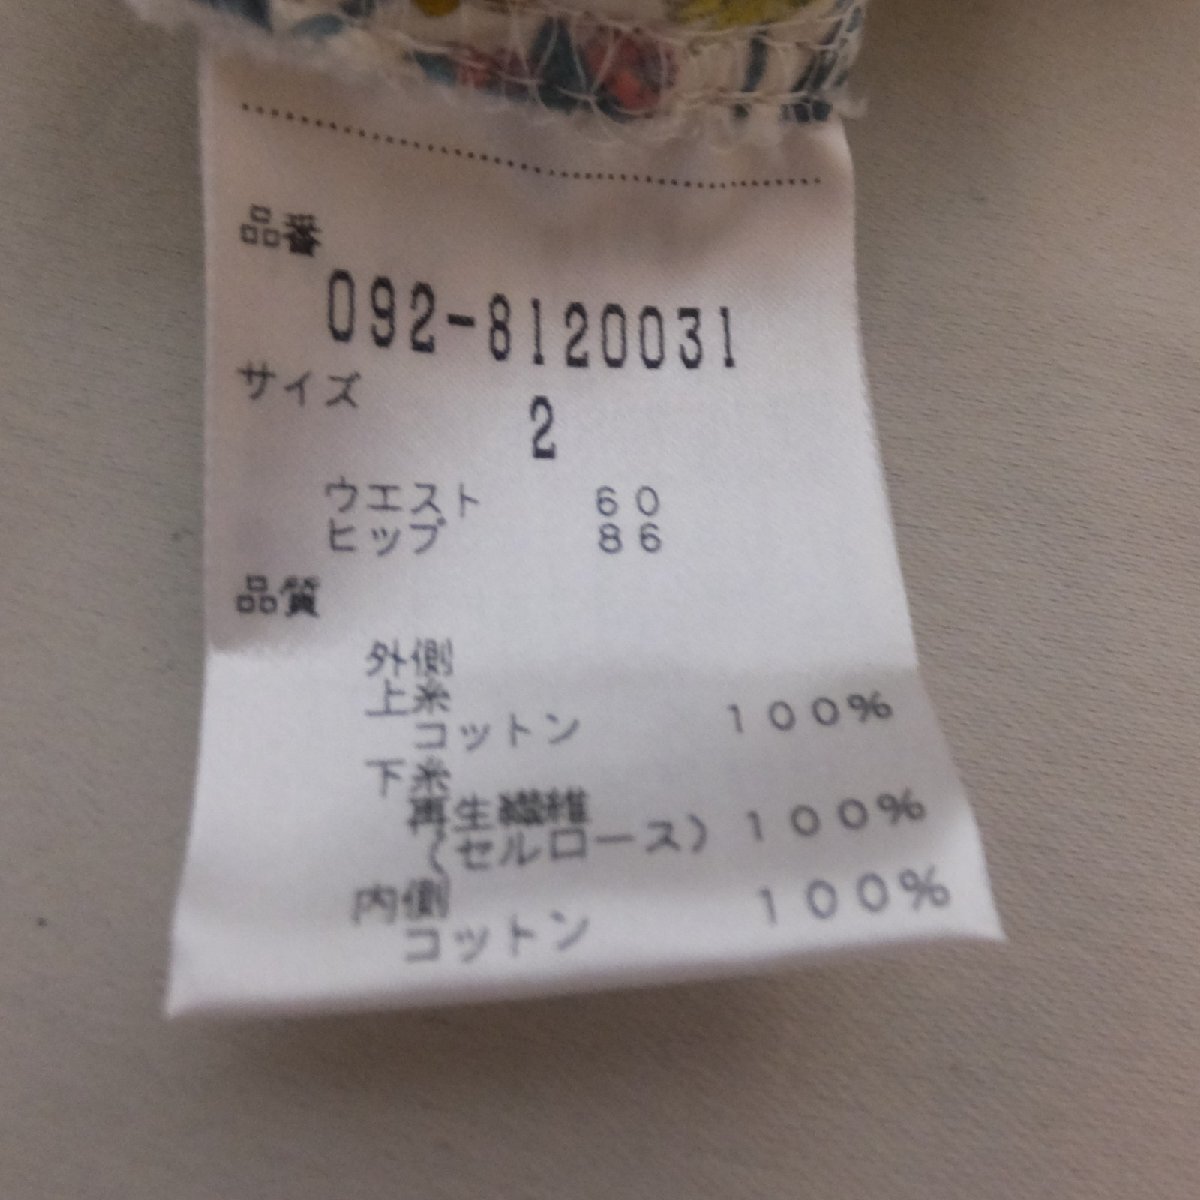 品番
092-8120031
サイズ
2
ウエスト 60
ヒップ 86
品質
外側
上糸
コットン 100%
下糸
再生繊維
(セルロース) 100%
内側
コットン 100%